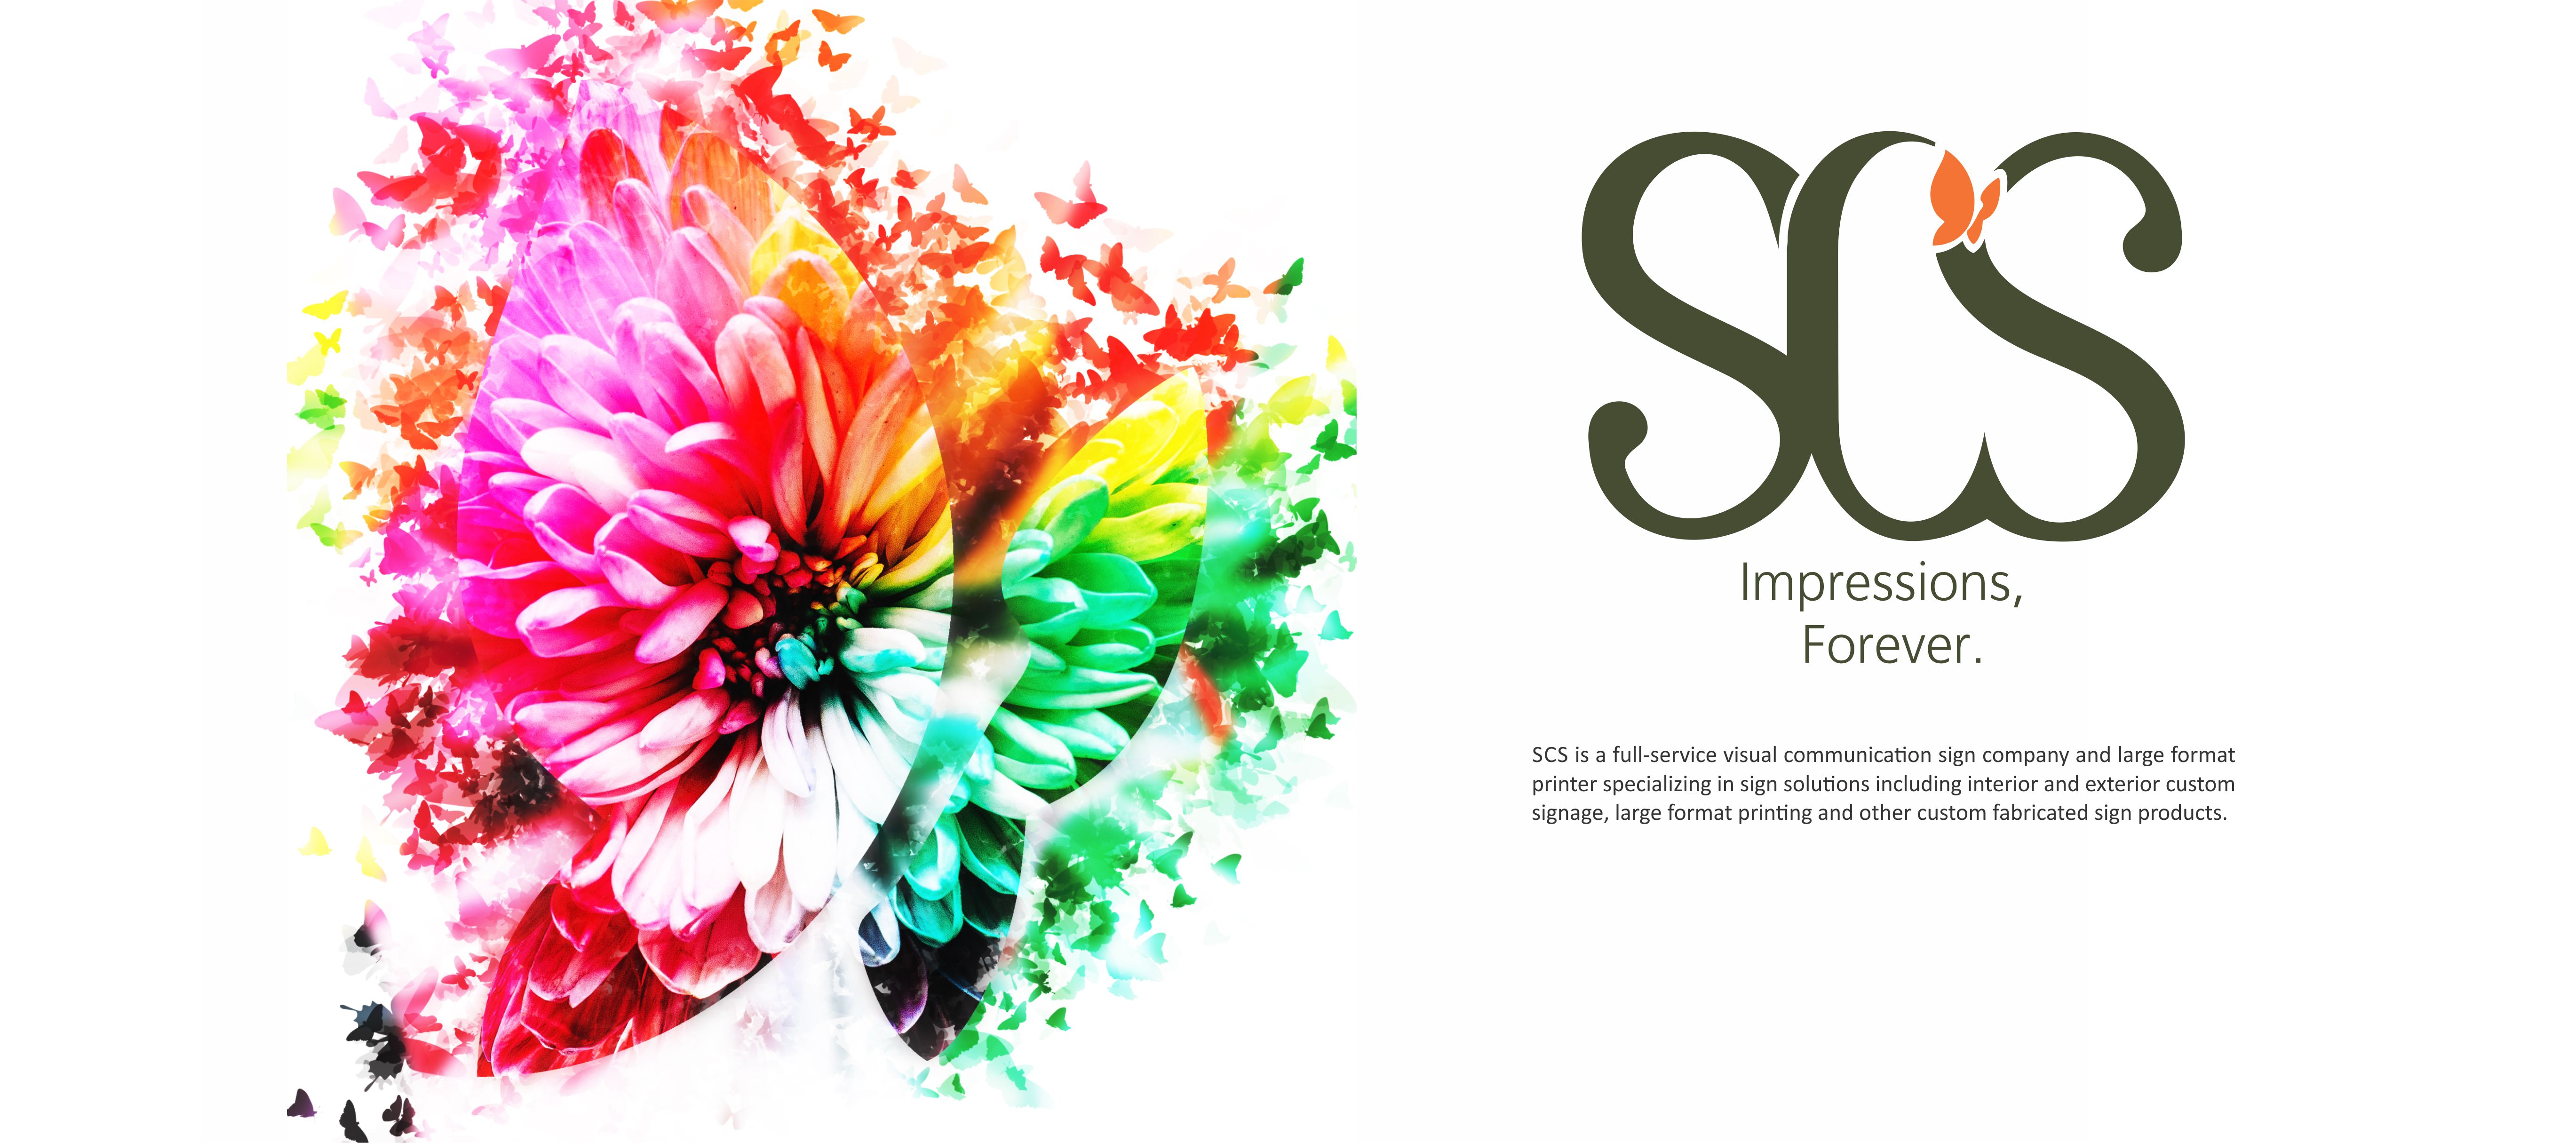 SCS
Impressions,
Forever.
SCS is a full-service visual communication sign company and large format
printer specializing in sign solutions including interior and exterior custom
signage, large format printing and other custom fabricated sign products.